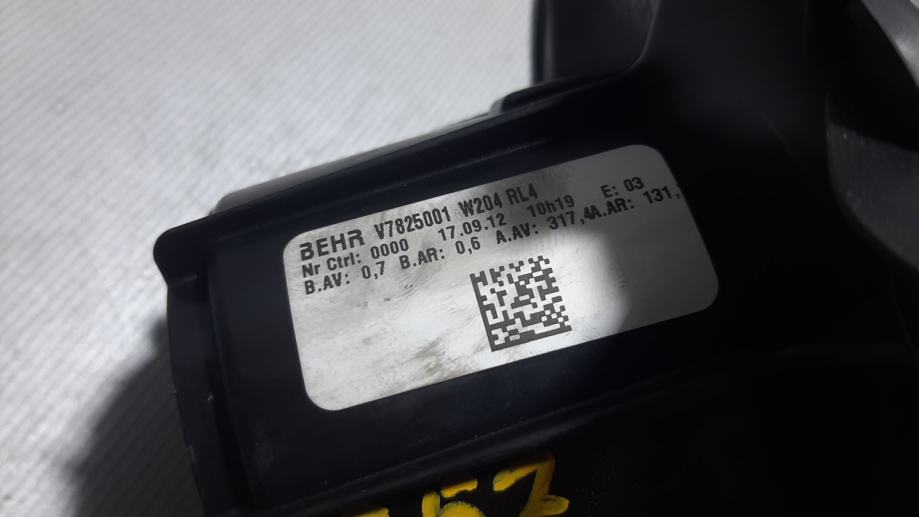 BEHR V7825001 W204 RL4
Nr Ctrl: 0000 17.09.12 10h19 E: 03
B.AV: 0,7 B.AR: 0,6 A.AV: 317,4A.AR: 131,